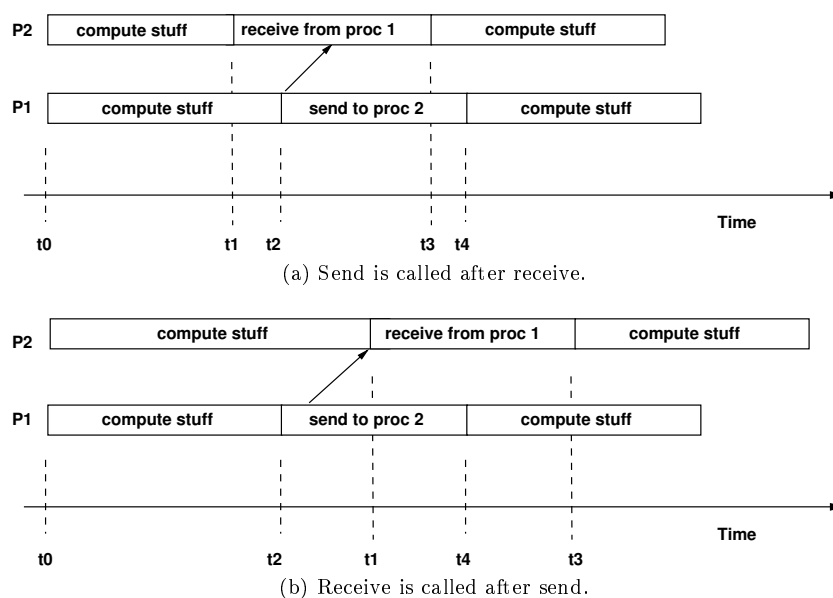 P2 compute stuff receive from proc 1 compute stuff
P1 compute stuff send to proc 2 compute stuff
Time
t0 t1 t2 t3 t4
(a) Send is called after receive.
P2 compute stuff receive from proc 1 compute stuff
P1 compute stuff send to proc 2 compute stuff
Time
t0 t2 t1 t4 t3
(b) Receive is called after send.